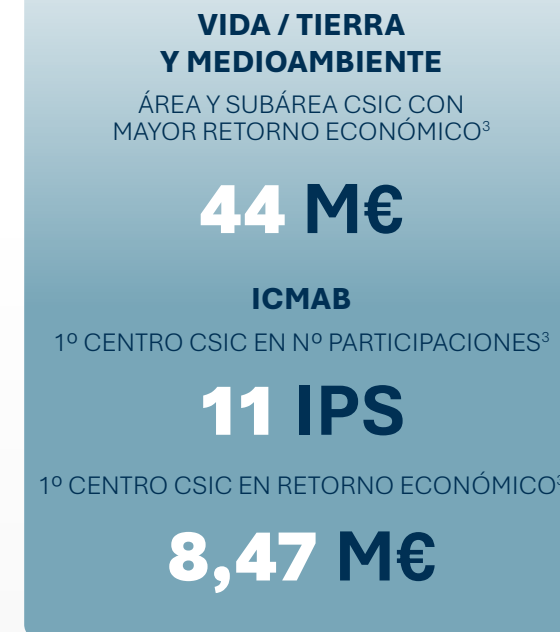 VIDA / TIERRA
Y MEDIOAMBIENTE
ÁREA Y SUBÁREA CSIC CON
MAYOR RETORNO ECONÓMICO³
44 M€
ICMAB
1º CENTRO CSIC EN Nº PARTICIPACIONES³
11 IPS
1º CENTRO CSIC EN RETORNO ECONÓMICO³
8,47 M€